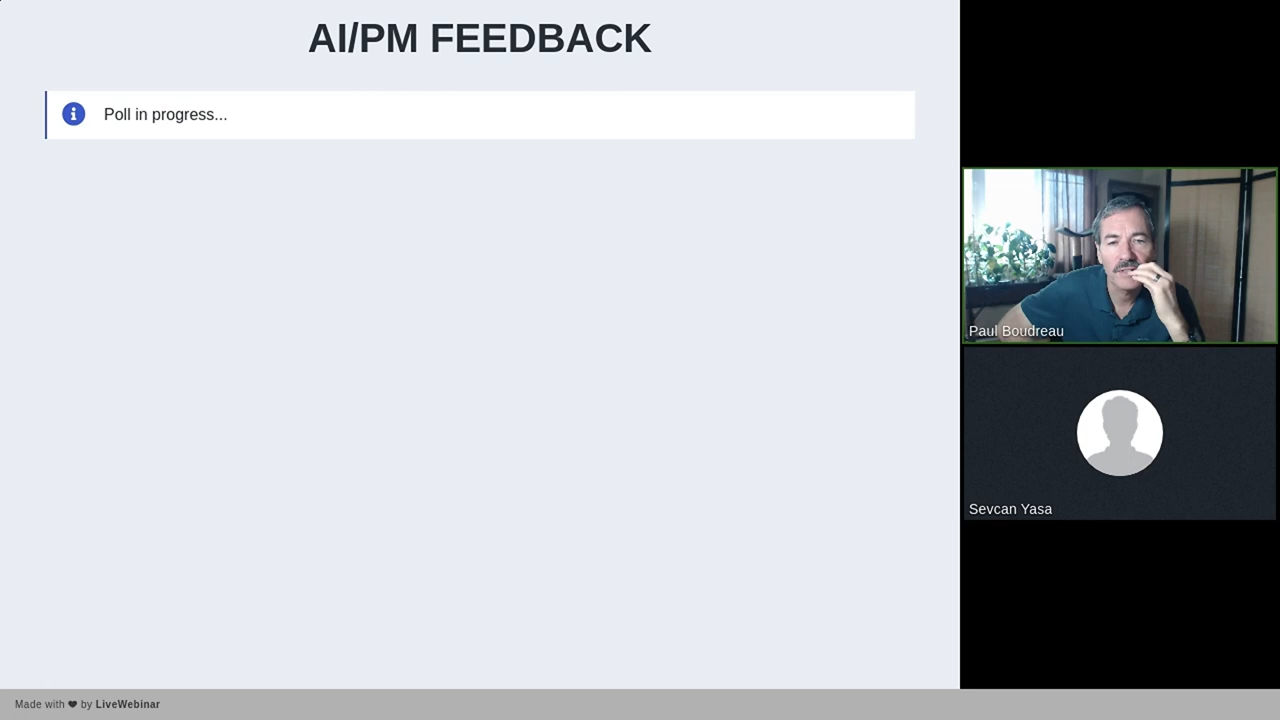 AI/PM FEEDBACK
Poll in progress...
Paul Boudreau
Sevcan Yasa
Made with ❤ by LiveWebinar